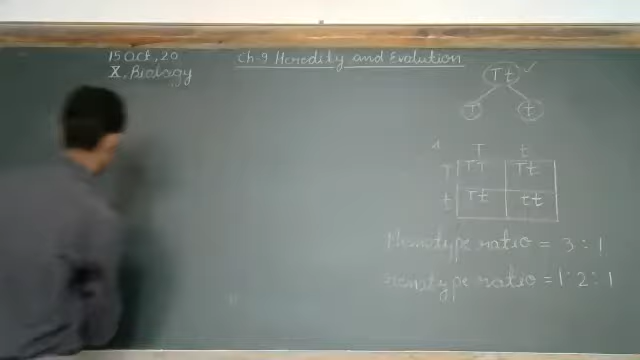 15 Oct, 20
X. Biology
Ch-9 Heredity and Evalution
Tt
T t
T t
T TT Tt
t Tt tt
Phenotype ratio = 3:1
Genotype ratio = 1:2:1